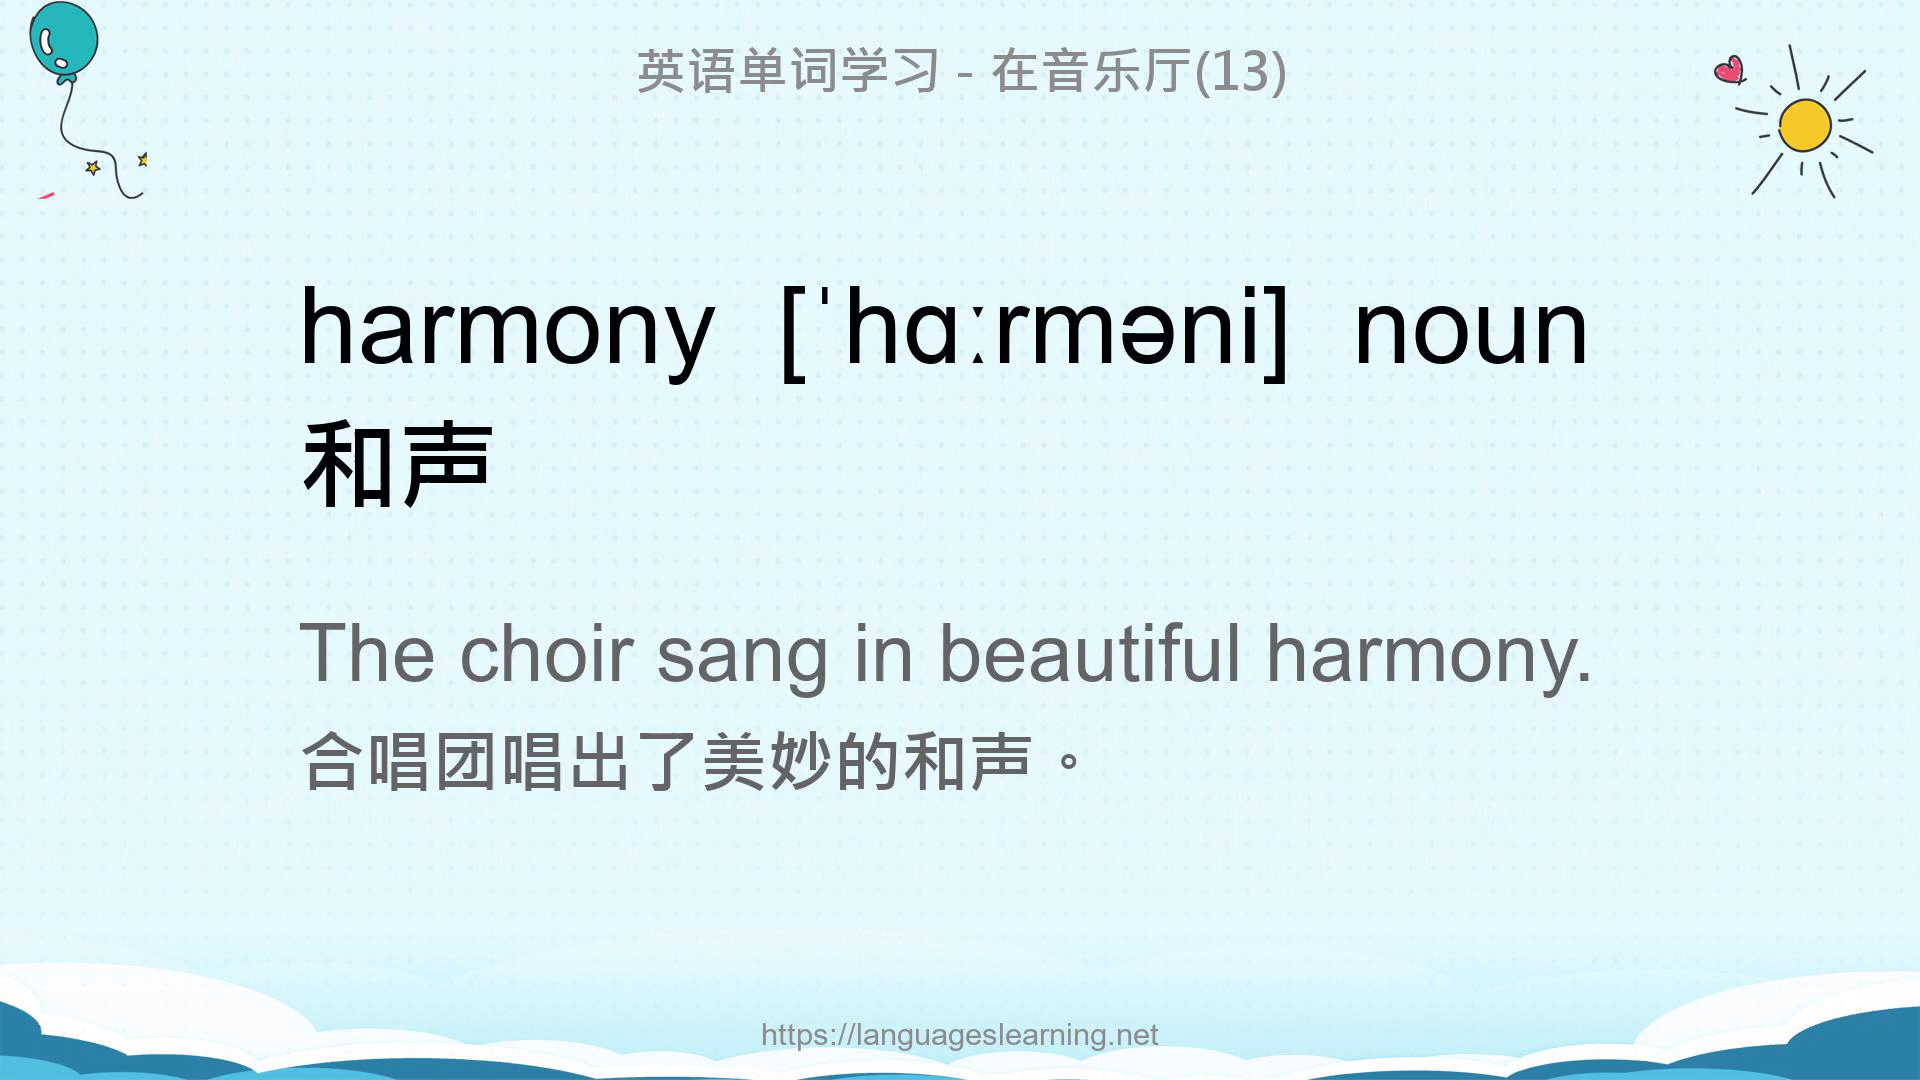 英语单词学习 - 在音乐厅(13)
harmony [ˈhɑːrməni] noun
和声
The choir sang in beautiful harmony.
合唱团唱出了美妙的和声。
https://languageslearning.net